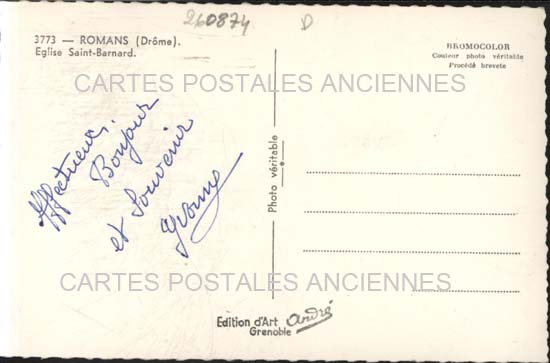 260874
D
3773 — ROMANS (Drôme).
Eglise Saint-Barnard.
BROMOCOLOR
Couleur photo véritable
Procédé breveté
CARTES POSTALES ANCIENNES
Affectueux
Bonjour
et Souvenir
Yvonne
Photo véritable
CARTES POSTALES ANCIENNES
Edition d'Art André
Grenoble